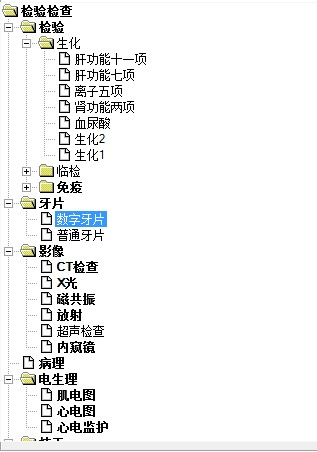 检验检查
检验
生化
肝功能十一项
肝功能七项
离子五项
肾功能两项
血尿酸
生化2
生化1
临检
免疫
牙片
数字牙片
普通牙片
影像
CT检查
X光
磁共振
放射
超声检查
内窥镜
病理
电生理
肌电图
心电图
心电监护